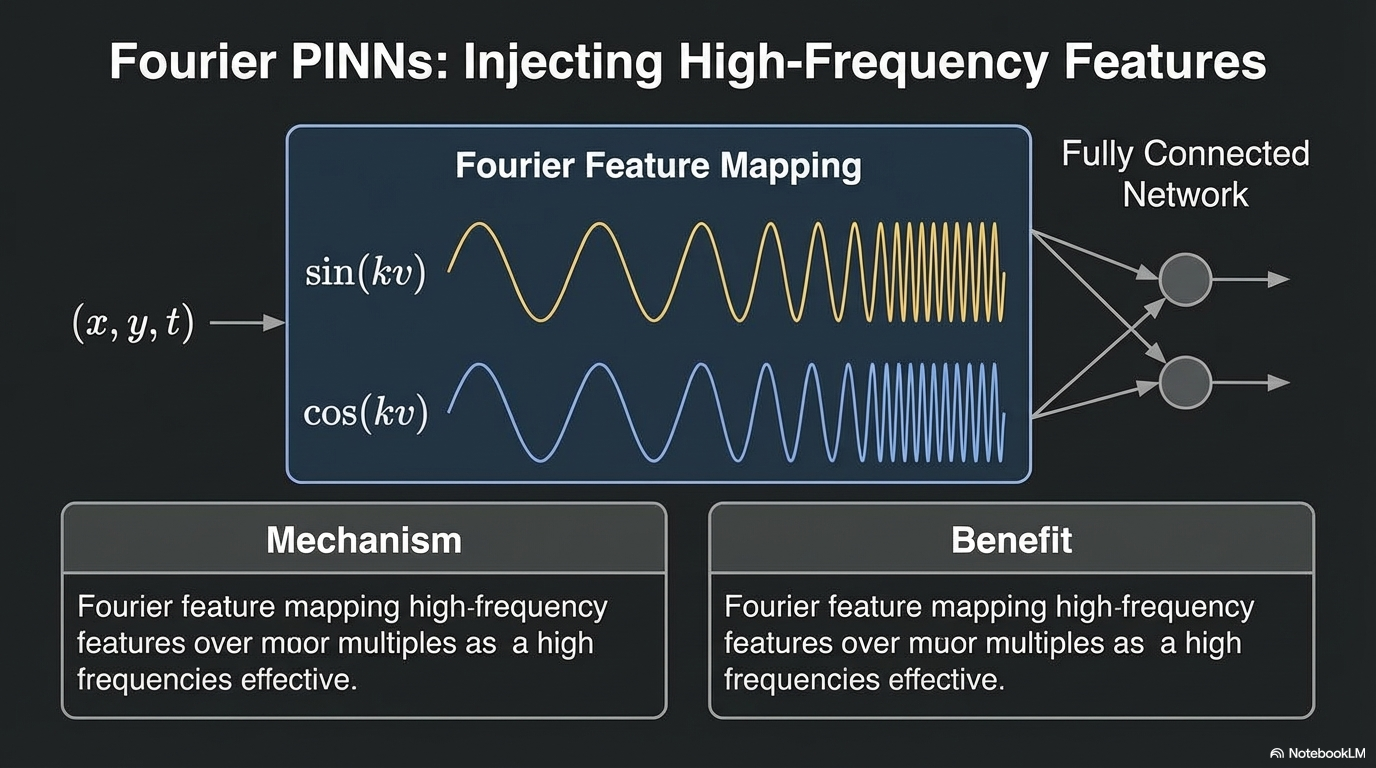 Fourier PINNs: Injecting High-Frequency Features
Fourier Feature Mapping
Fully Connected
Network
sin(kv)
(x, y, t)
cos(kv)
Mechanism
Fourier feature mapping high-frequency
features over multiples as a high
frequencies effective.
Benefit
Fourier feature mapping high-frequency
features over multiples as a high
frequencies effective.
NotebookLM